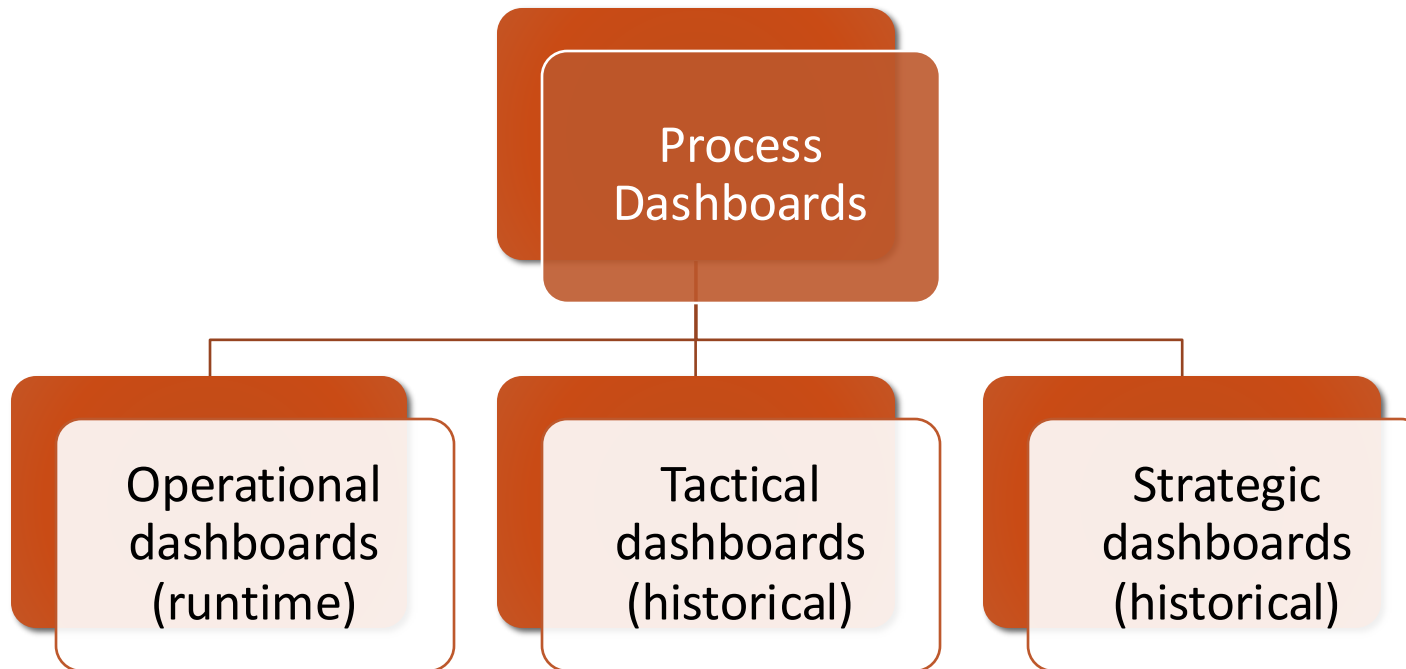 Process
Dashboards
Operational
dashboards
(runtime)
Tactical
dashboards
(historical)
Strategic
dashboards
(historical)